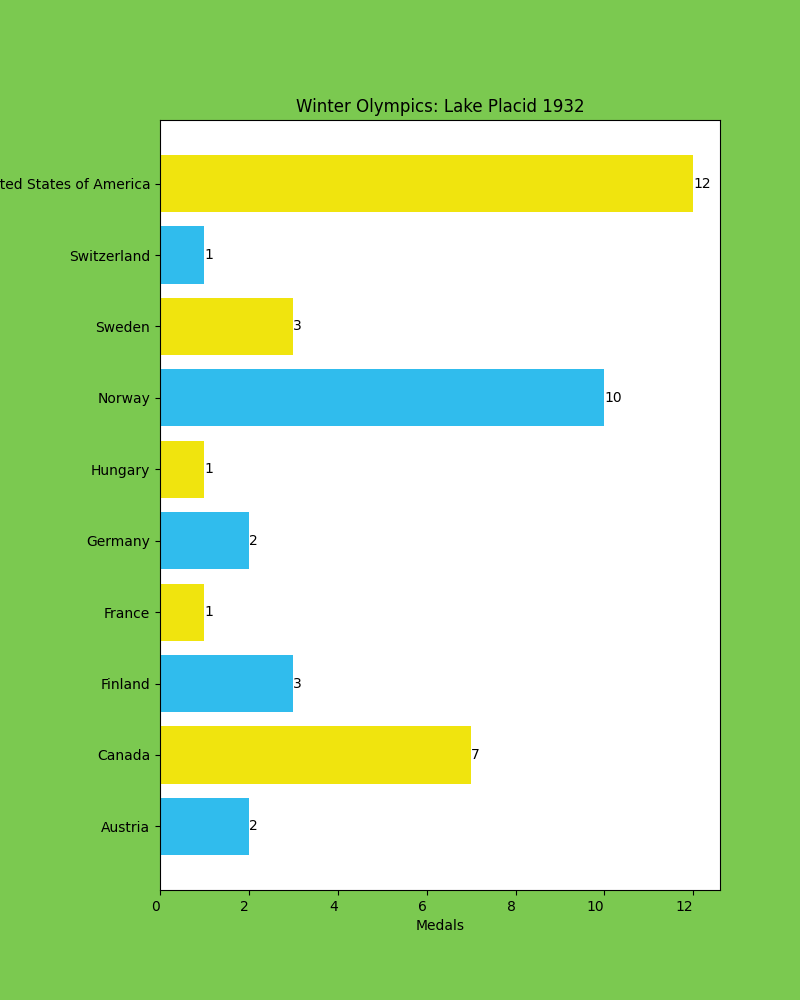 Winter Olympics: Lake Placid 1932
ted States of America 12
Switzerland 1
Sweden 3
Norway 10
Hungary 1
Germany 2
France 1
Finland 3
Canada 7
Austria 2
0 2 4 6 8 10 12
Medals